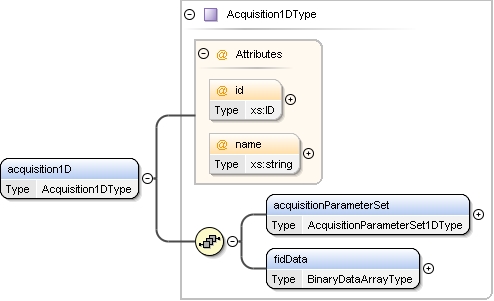 Acquisition1DType
@ Attributes
@ id
Type xs:ID
@ name
Type xs:string
acquisition1D
Type Acquisition1DType
acquisitionParameterSet
Type AcquisitionParameterSet1DType
fidData
Type BinaryDataArrayType